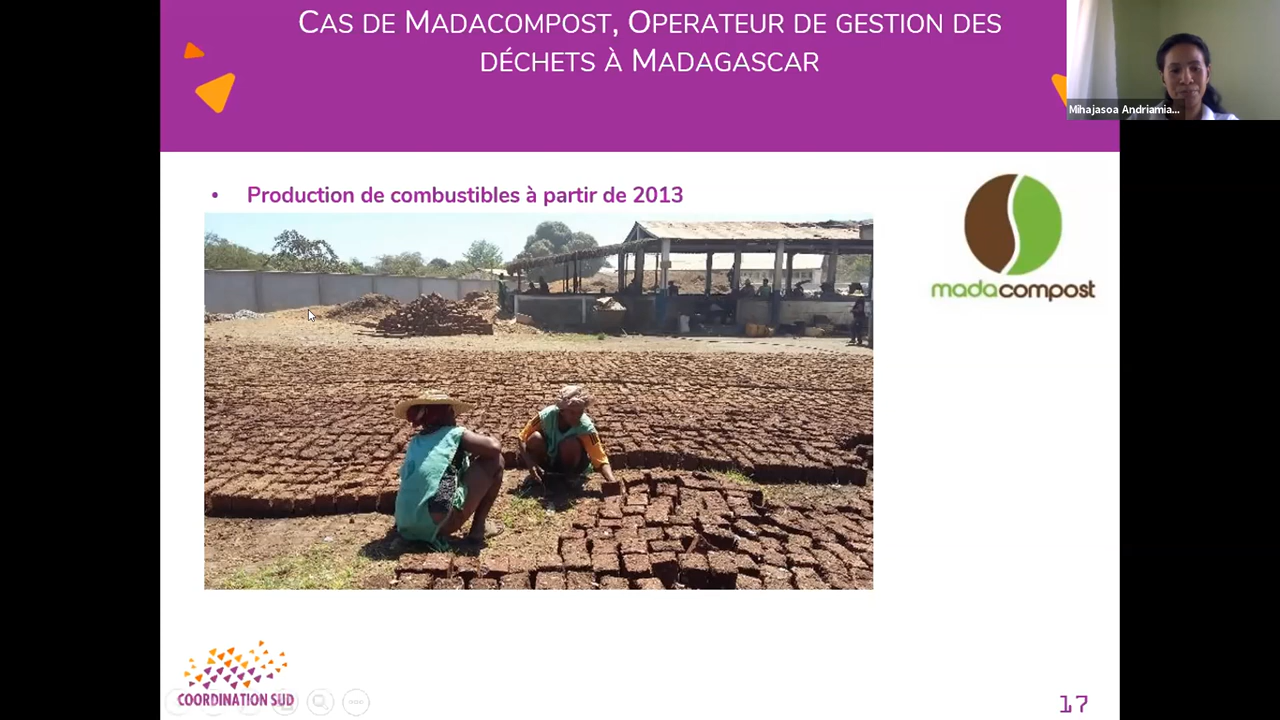 CAS DE MADACOMPOST, OPERATEUR DE GESTION DES
DÉCHETS À MADAGASCAR
Mihajasoa Andriamia...
• Production de combustibles à partir de 2013
madacompost
COORDINATION SUD
17